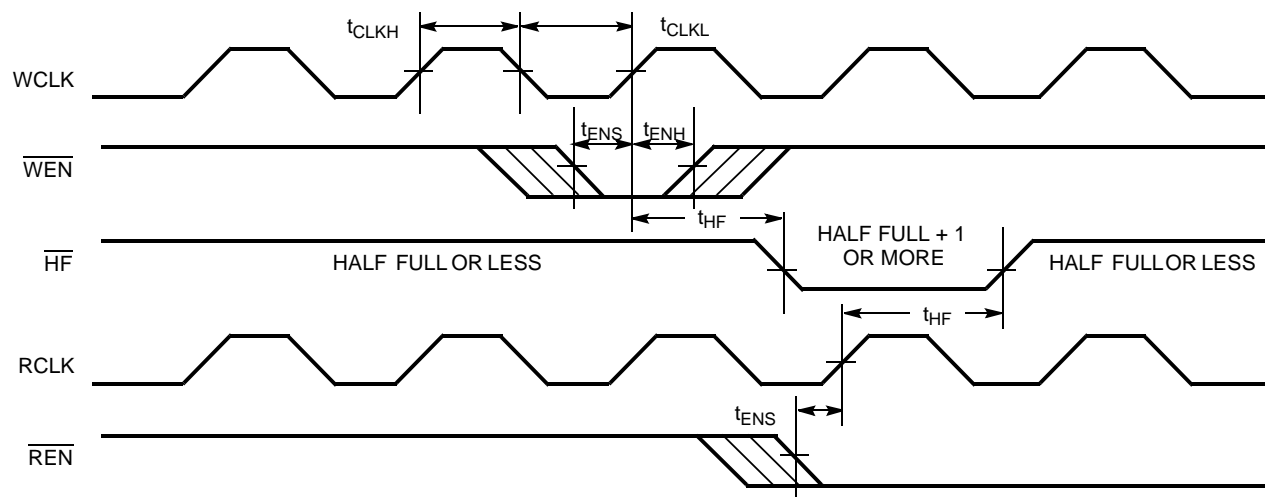 tCLKH
tCLKL
WCLK
tENS
tENH
WEN
tHF
HF
HALF FULL OR LESS
HALF FULL + 1
OR MORE
HALF FULL OR LESS
tHF
RCLK
tENS
REN